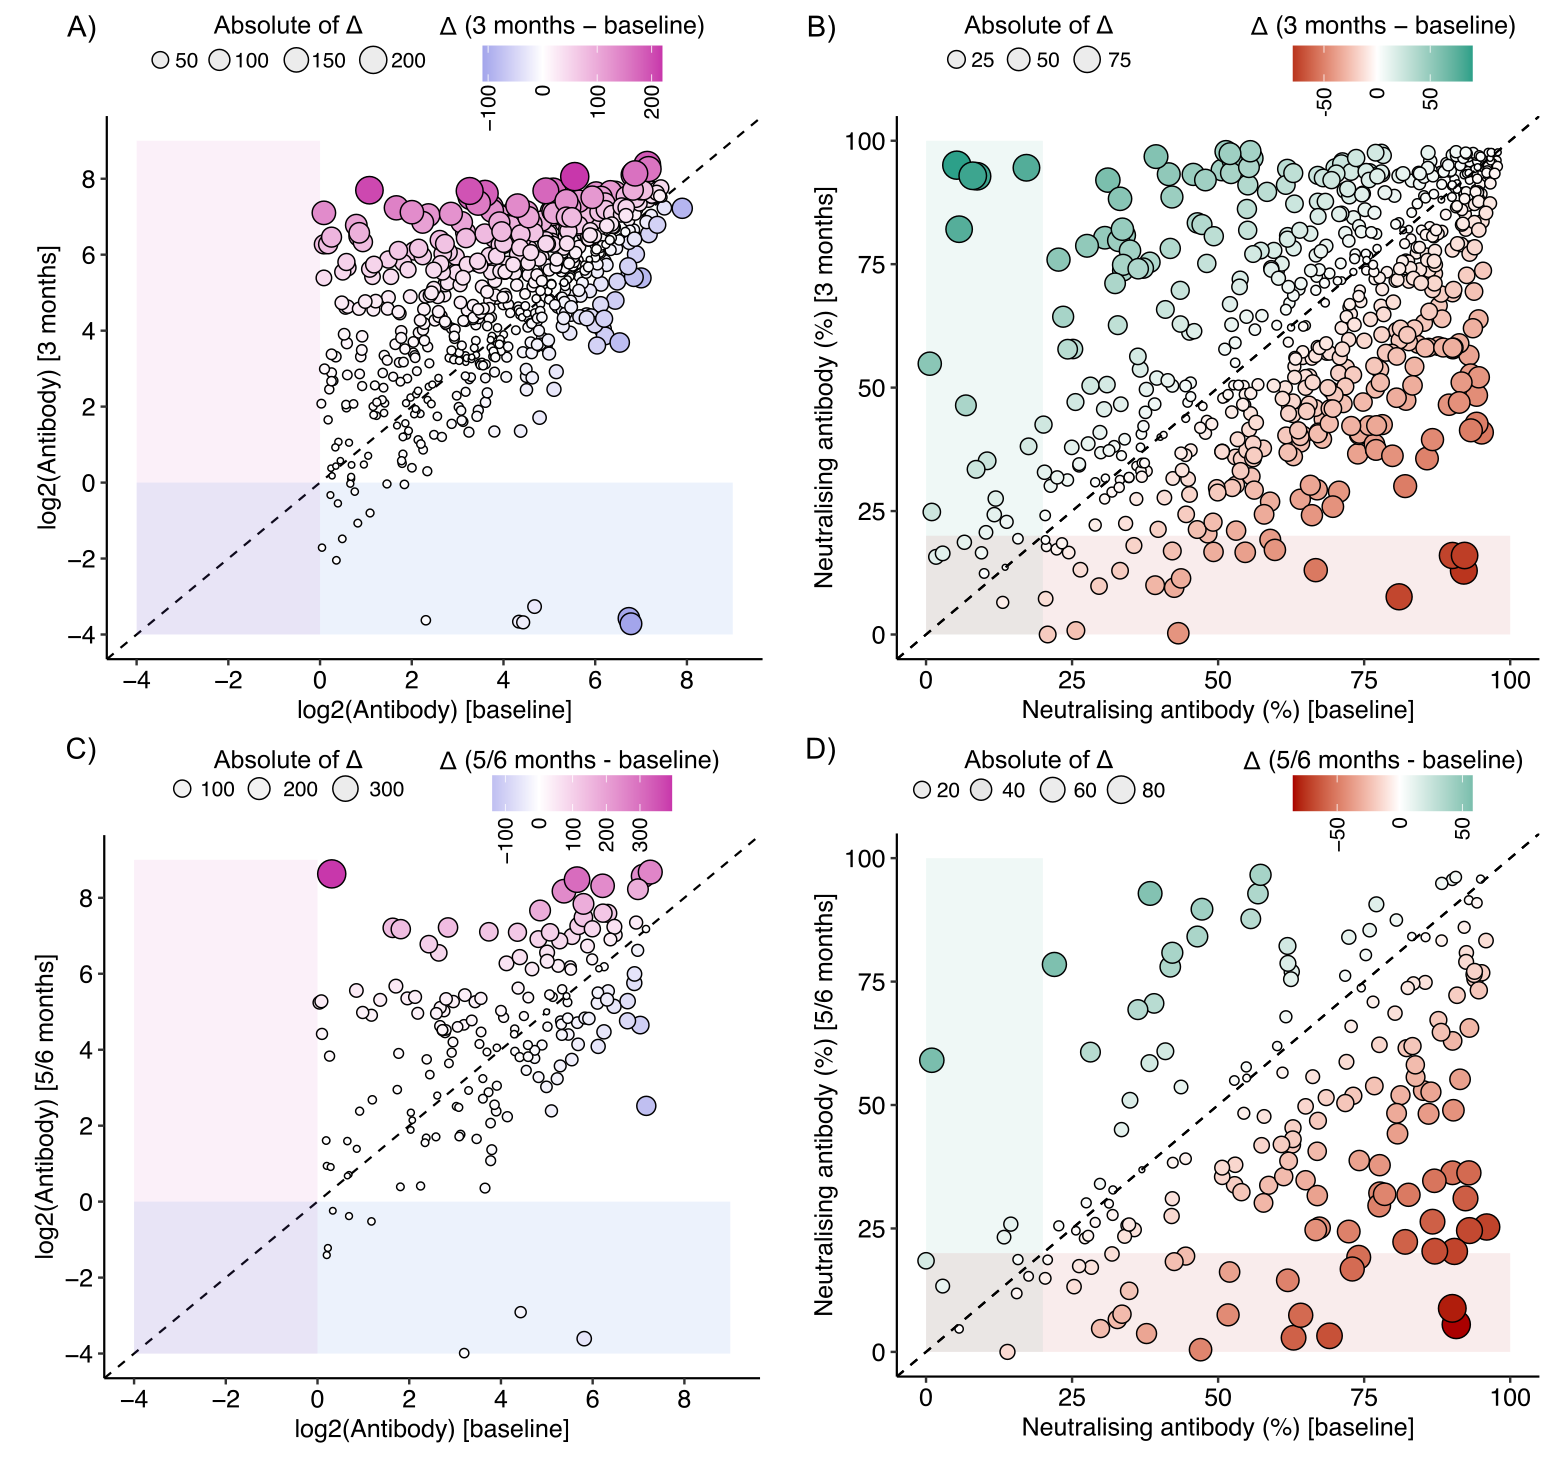 A)
Absolute of Δ
50 100 150 200
Δ (3 months − baseline)
−100 0 100 200
log2(Antibody) [3 months]
8
6
4
2
0
−2
−4
−4 −2 0 2 4 6 8
log2(Antibody) [baseline]
B)
Absolute of Δ
25 50 75
Δ (3 months − baseline)
-50 0 50
Neutralising antibody (%) [3 months]
100
75
50
25
0
0 25 50 75 100
Neutralising antibody (%) [baseline]
C)
Absolute of Δ
100 200 300
Δ (5/6 months - baseline)
−100 0 100 200 300
log2(Antibody) [5/6 months]
8
6
4
2
0
−2
−4
−4 −2 0 2 4 6 8
log2(Antibody) [baseline]
D)
Absolute of Δ
20 40 60 80
Δ (5/6 months - baseline)
−50 0 50
Neutralising antibody (%) [5/6 months]
100
75
50
25
0
0 25 50 75 100
Neutralising antibody (%) [baseline]